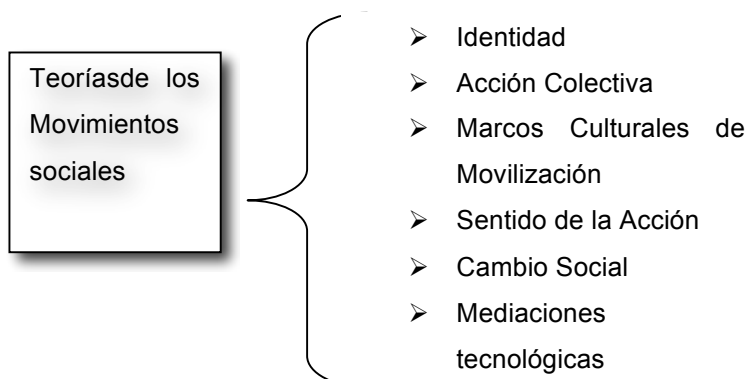 Teoríasde los
Movimientos
sociales
➢ Identidad
➢ Acción Colectiva
➢ Marcos Culturales de
Movilización
➢ Sentido de la Acción
➢ Cambio Social
➢ Mediaciones
tecnológicas